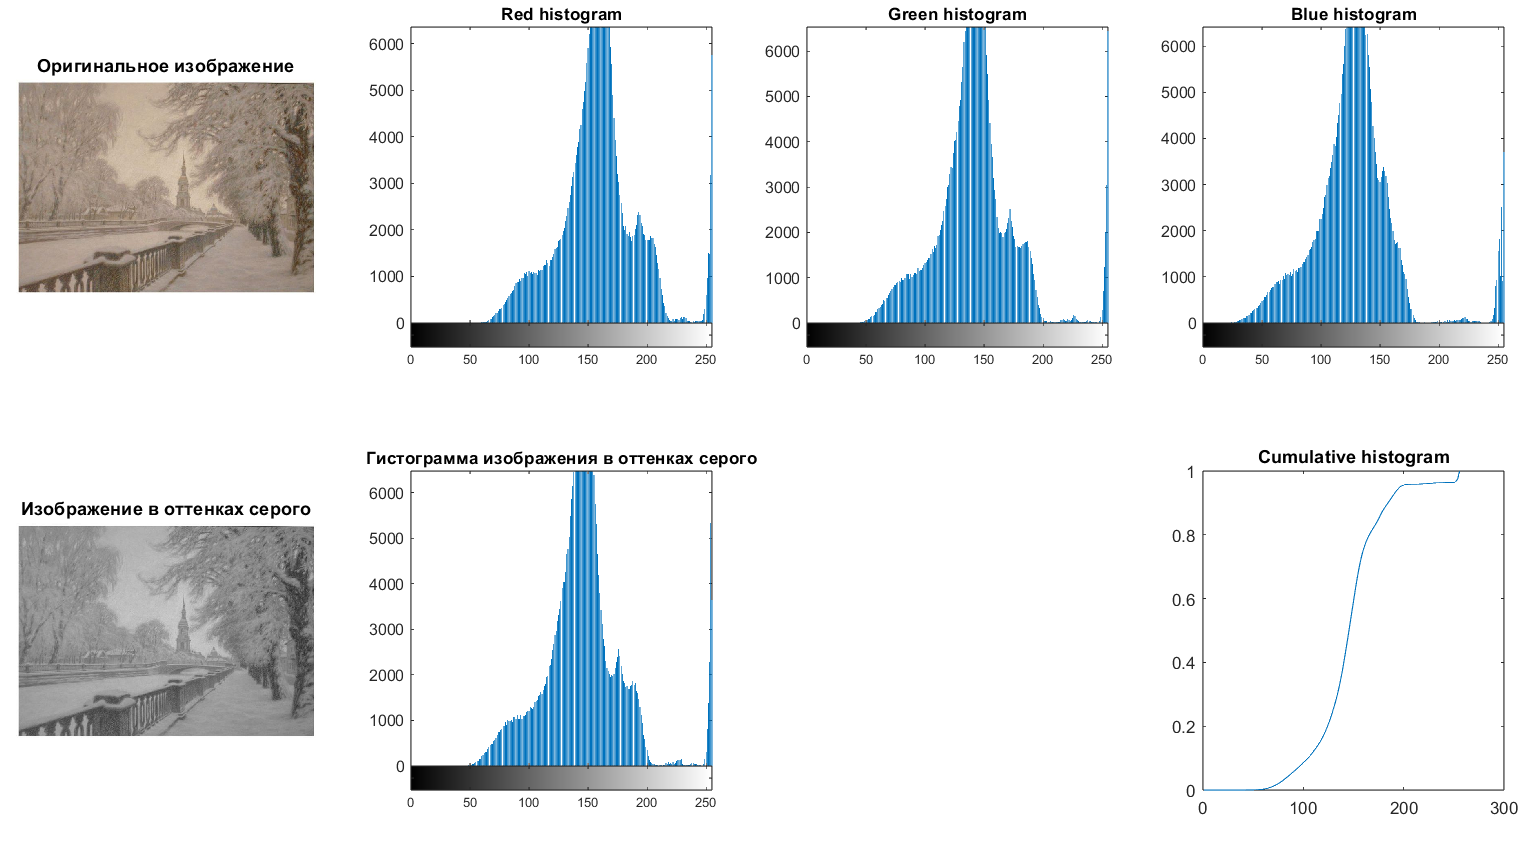 Оригинальное изображение
Red histogram
6000
5000
4000
3000
2000
1000
0
0 50 100 150 200 250
Green histogram
6000
5000
4000
3000
2000
1000
0
0 50 100 150 200 250
Blue histogram
6000
5000
4000
3000
2000
1000
0
0 50 100 150 200 250
Изображение в оттенках серого
Гистограмма изображения в оттенках серого
6000
5000
4000
3000
2000
1000
0
0 50 100 150 200 250
Cumulative histogram
1
0.8
0.6
0.4
0.2
0
0 100 200 300